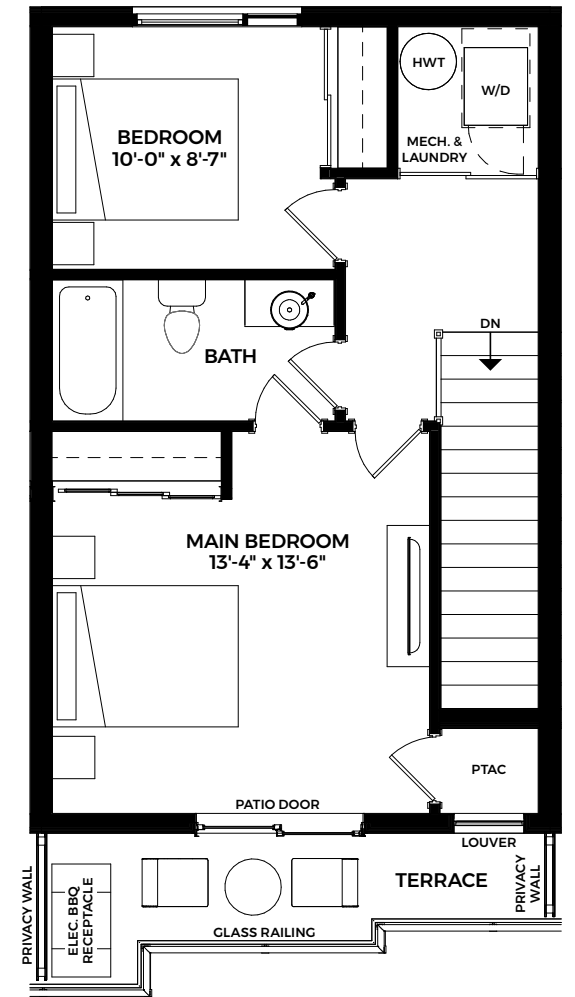 HWT
W/D
BEDROOM
10'-0" x 8'-7"
MECH. &
LAUNDRY
DN
BATH
MAIN BEDROOM
13'-4" x 13'-6"
PTAC
PATIO DOOR
LOUVER
PRIVACY WALL
ELEC. BBQ
RECEPTACLE
TERRACE
PRIVACY
WALL
GLASS RAILING